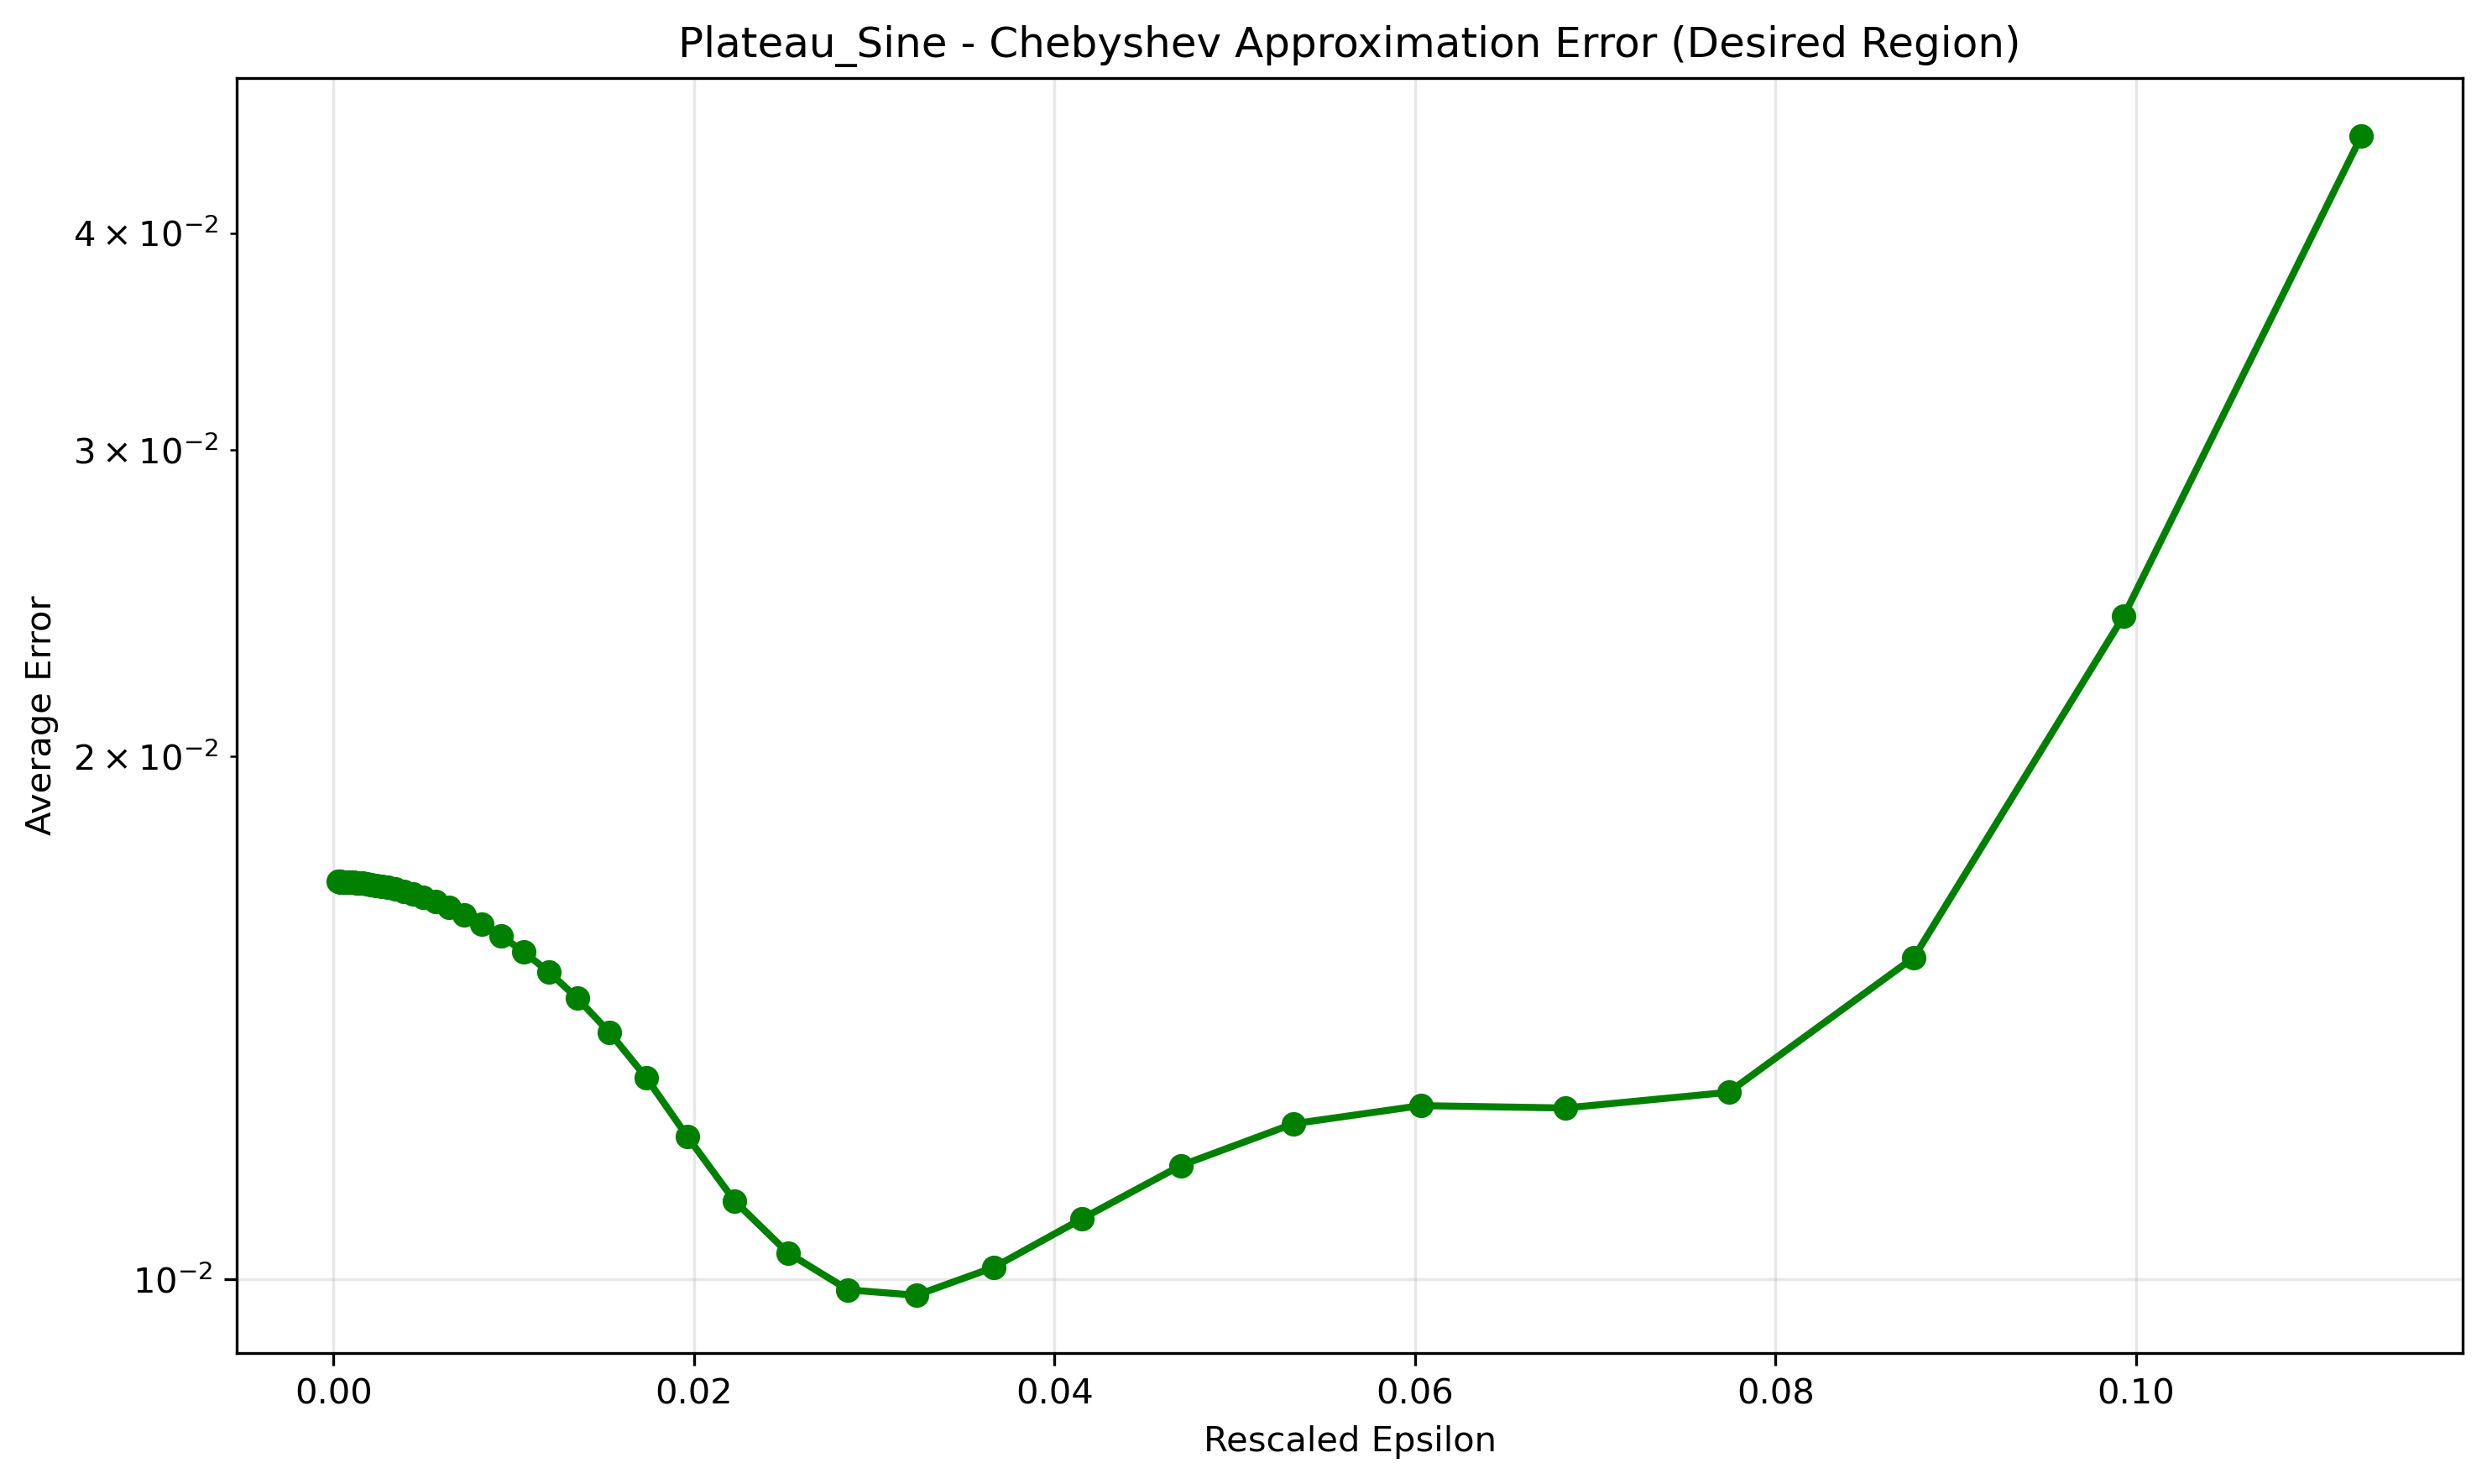 Plateau_Sine - Chebyshev Approximation Error (Desired Region)
Average Error
4 × 10⁻²
3 × 10⁻²
2 × 10⁻²
10⁻²
0.00 0.02 0.04 0.06 0.08 0.10
Rescaled Epsilon